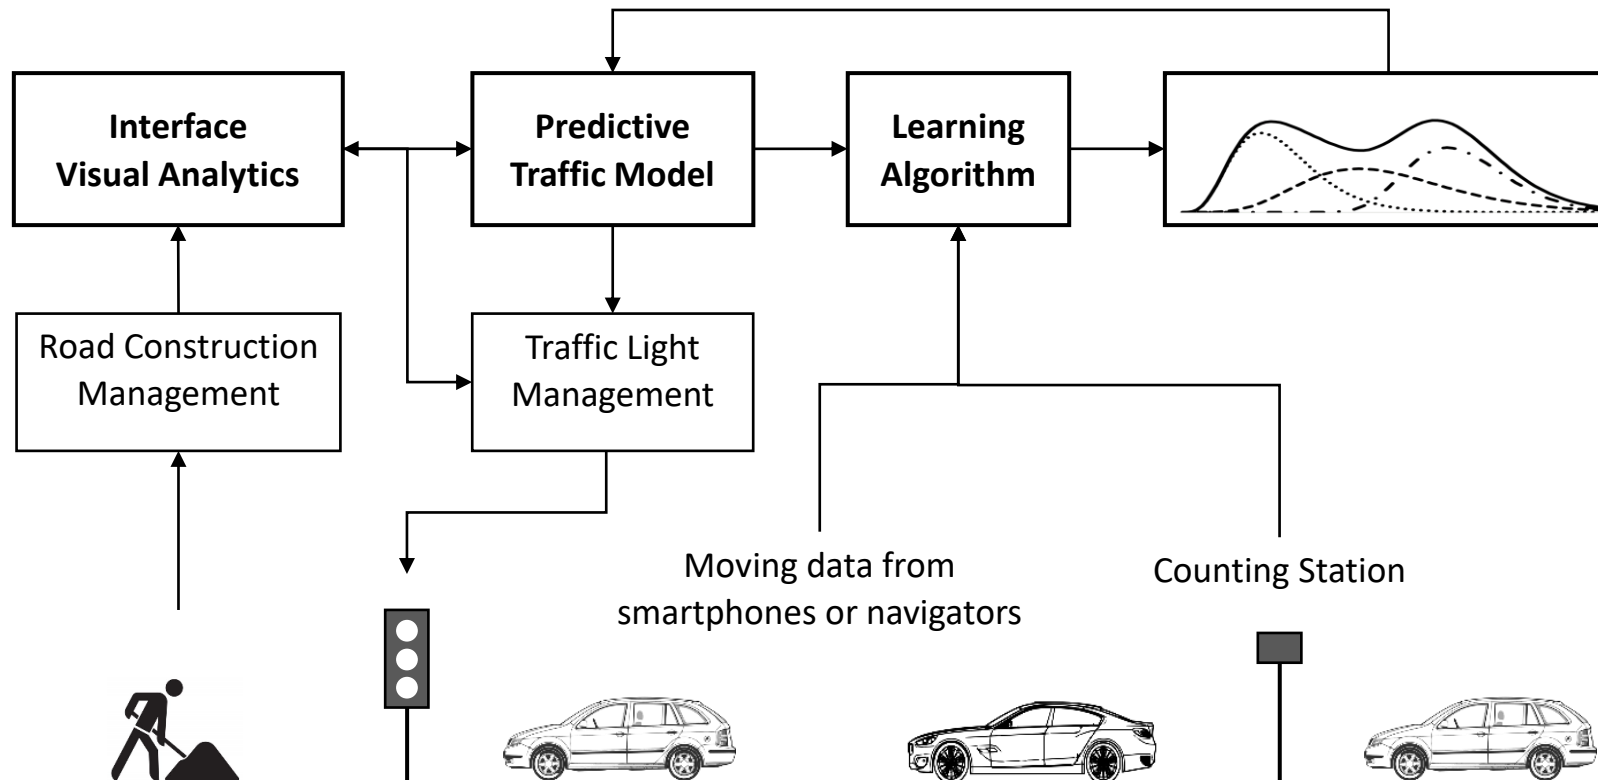 Interface
Visual Analytics
Predictive
Traffic Model
Learning
Algorithm
Road Construction
Management
Traffic Light
Management
Moving data from
smartphones or navigators
Counting Station